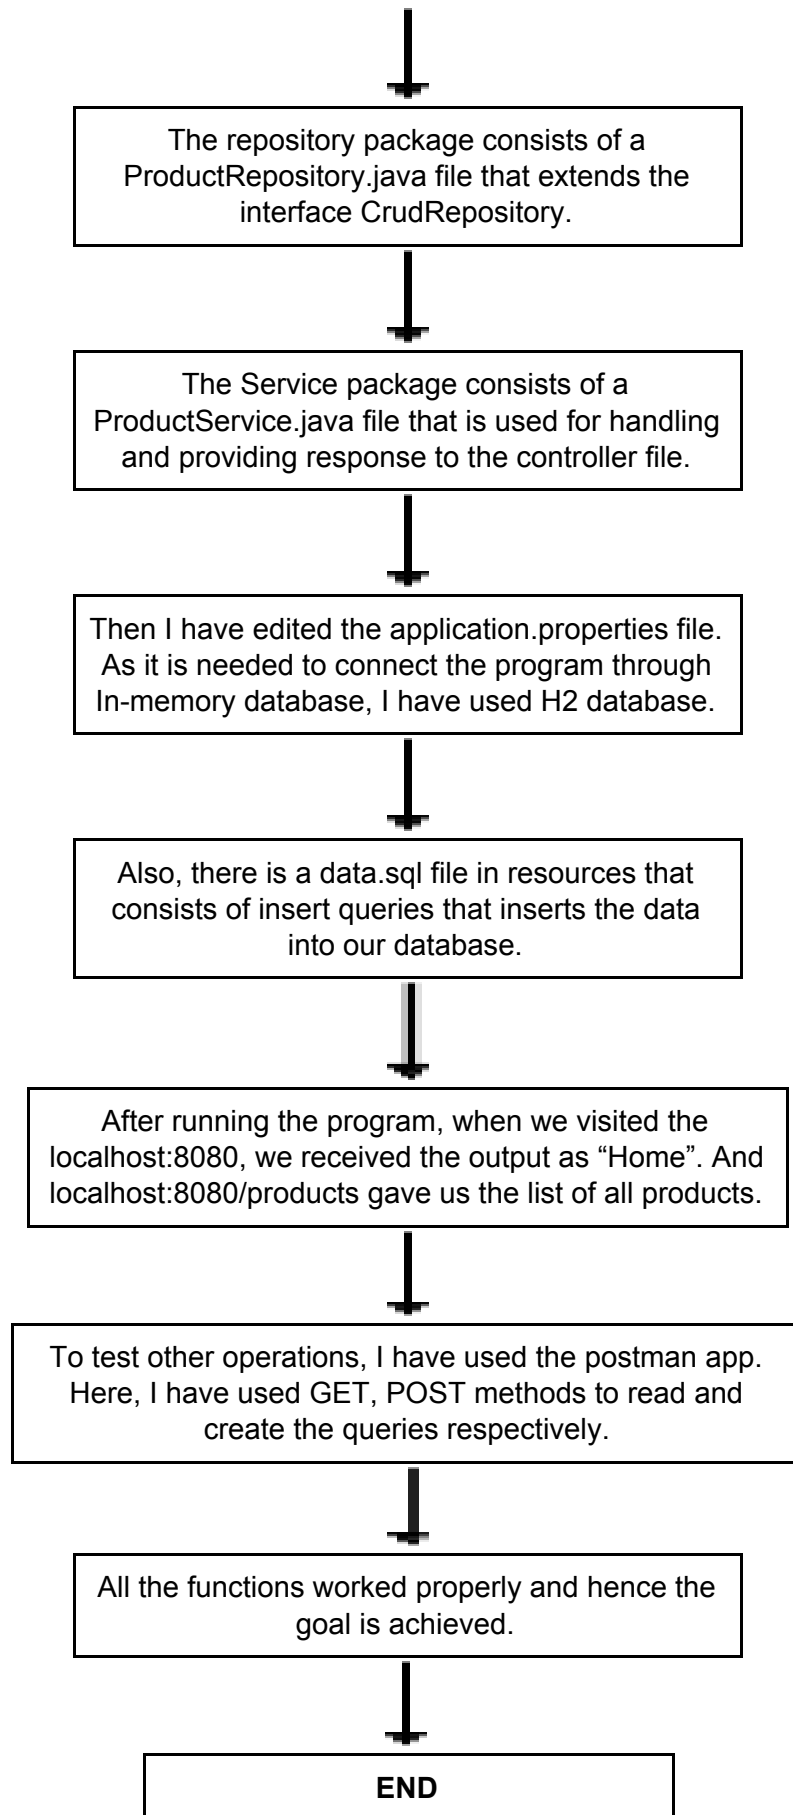 The repository package consists of a
ProductRepository.java file that extends the
interface CrudRepository.
The Service package consists of a
ProductService.java file that is used for handling
and providing response to the controller file.
Then I have edited the application.properties file.
As it is needed to connect the program through
In-memory database, I have used H2 database.
Also, there is a data.sql file in resources that
consists of insert queries that inserts the data
into our database.
After running the program, when we visited the
localhost:8080, we received the output as “Home”. And
localhost:8080/products gave us the list of all products.
To test other operations, I have used the postman app.
Here, I have used GET, POST methods to read and
create the queries respectively.
All the functions worked properly and hence the
goal is achieved.
END